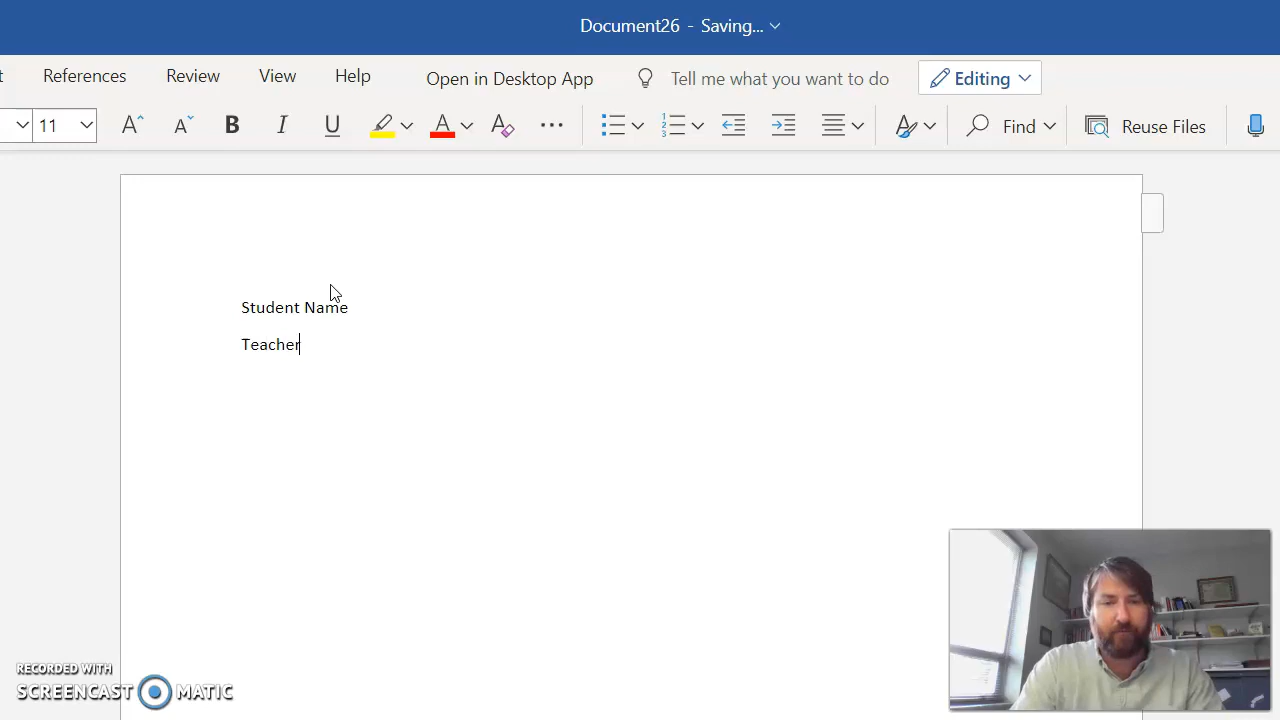 Document26 - Saving...
References Review View Help Open in Desktop App Tell me what you want to do Editing
11 B I U A A Find Reuse Files
Student Name
Teacher
RECORDED WITH
SCREENCAST MATIC